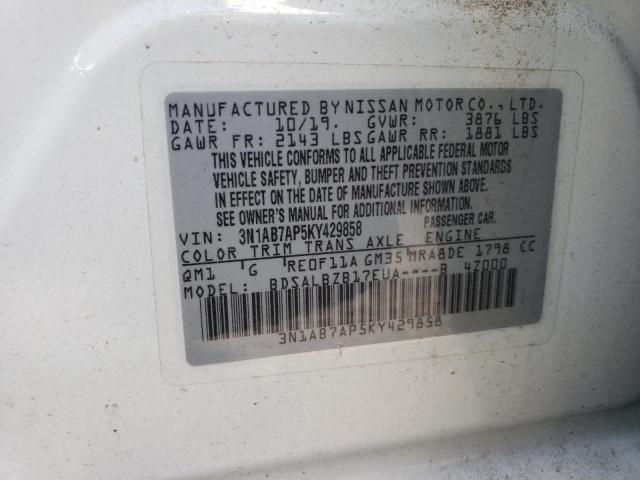 MANUFACTURED BY NISSAN MOTOR CO., LTD.
DATE: 10/19. GVWR: 3876 LBS
GAWR FR: 2143 LBS GAWR RR: 1881 LBS
THIS VEHICLE CONFORMS TO ALL APPLICABLE FEDERAL MOTOR
VEHICLE SAFETY, BUMPER AND THEFT PREVENTION STANDARDS
IN EFFECT ON THE DATE OF MANUFACTURE SHOWN ABOVE.
SEE OWNER'S MANUAL FOR ADDITIONAL INFORMATION.
VIN: 3N1AB7AP5KY429858 PASSENGER CAR.
COLOR TRIM TRANS AXLE ENGINE
QM1 G RE0F11A GM35 MRA8DE 1798 CC
MODEL: BDSALBZB17EUA----B 47000
3N1AB7AP5KY429858